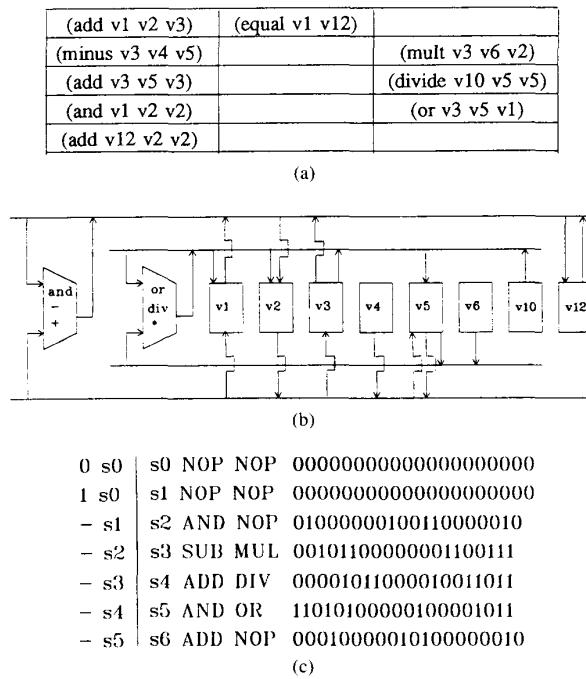 (add v1 v2 v3) (equal v1 v12)
(minus v3 v4 v5) (mult v3 v6 v2)
(add v3 v5 v3) (divide v10 v5 v5)
(and v1 v2 v2) (or v3 v5 v1)
(add v12 v2 v2)
(a)
and or
- div v1 v2 v3 v4 v5 v6 v10 v12
+ *
(b)
0 s0 | s0 NOP NOP 00000000000000000000
1 s0 | s1 NOP NOP 00000000000000000000
- s1 | s2 AND NOP 01000000100110000010
- s2 | s3 SUB MUL 00101100000001100111
- s3 | s4 ADD DIV 00001011000010011011
- s4 | s5 AND OR 11010100000100001011
- s5 | s6 ADD NOP 00010000010100000010
(c)